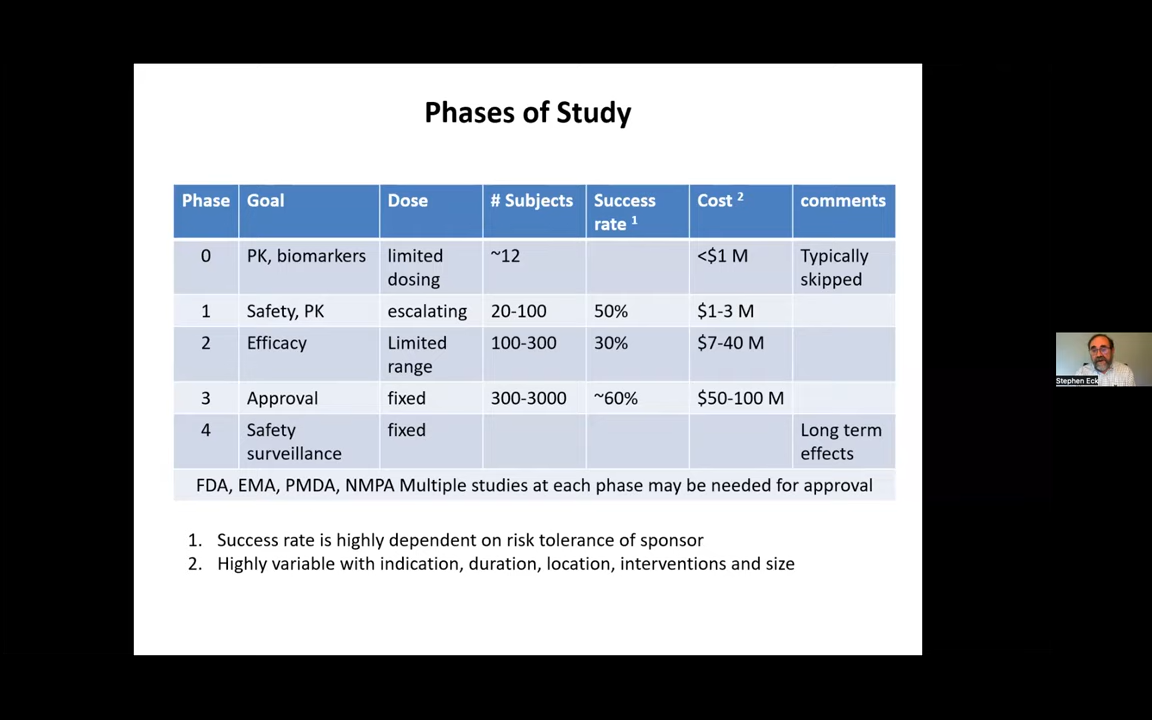 Phases of Study
Phase Goal Dose # Subjects Success rate 1 Cost 2 comments
0 PK, biomarkers limited dosing ~12 <$1 M Typically skipped
1 Safety, PK escalating 20-100 50% $1-3 M
2 Efficacy Limited range 100-300 30% $7-40 M
3 Approval fixed 300-3000 ~60% $50-100 M
4 Safety surveillance fixed Long term effects
FDA, EMA, PMDA, NMPA Multiple studies at each phase may be needed for approval
1. Success rate is highly dependent on risk tolerance of sponsor
2. Highly variable with indication, duration, location, interventions and size
Stephen Eck